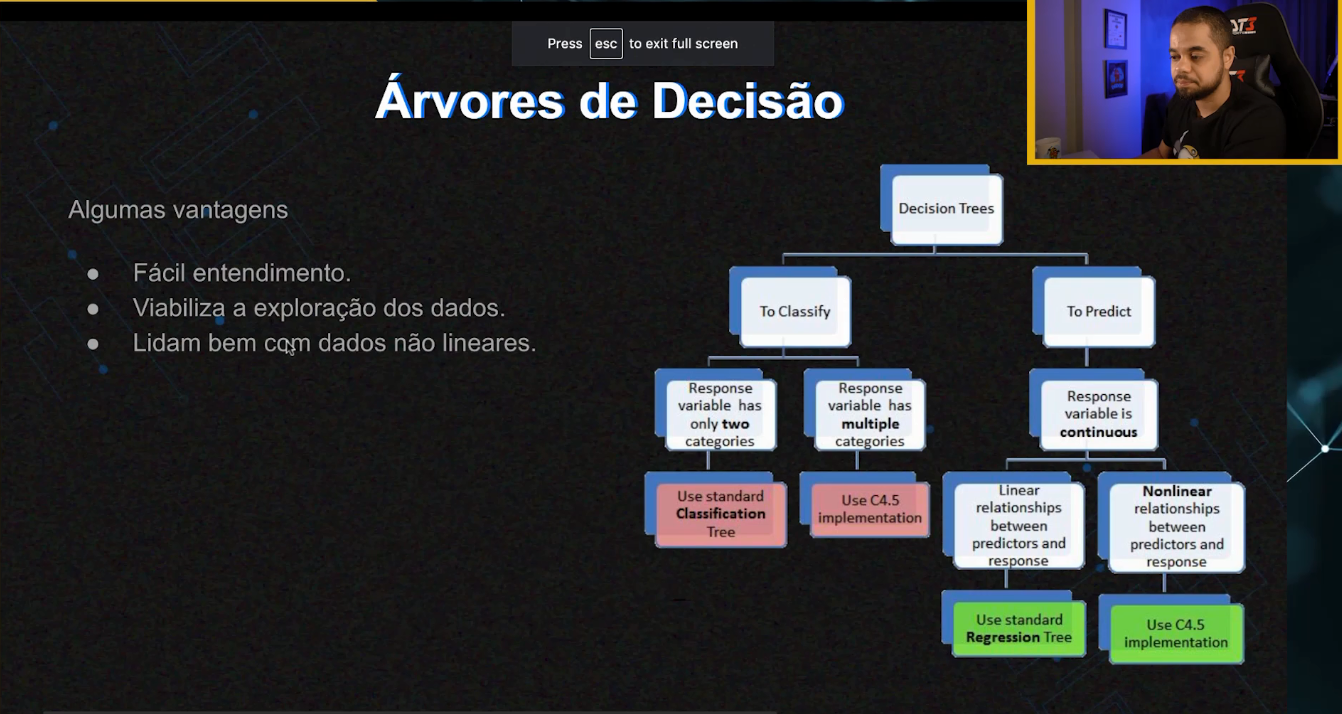 Press esc to exit full screen
Árvores de Decisão
Algumas vantagens
● Fácil entendimento.
● Viabiliza a exploração dos dados.
● Lidam bem com dados não lineares.
Decision Trees
To Classify
To Predict
Response
variable has
only two
categories
Response
variable has
multiple
categories
Response
variable is
continuous
Use standard
Classification
Tree
Use C4.5
implementation
Linear
relationships
between
predictors and
response
Nonlinear
relationships
between
predictors and
response
Use standard
Regression Tree
Use C4.5
implementation